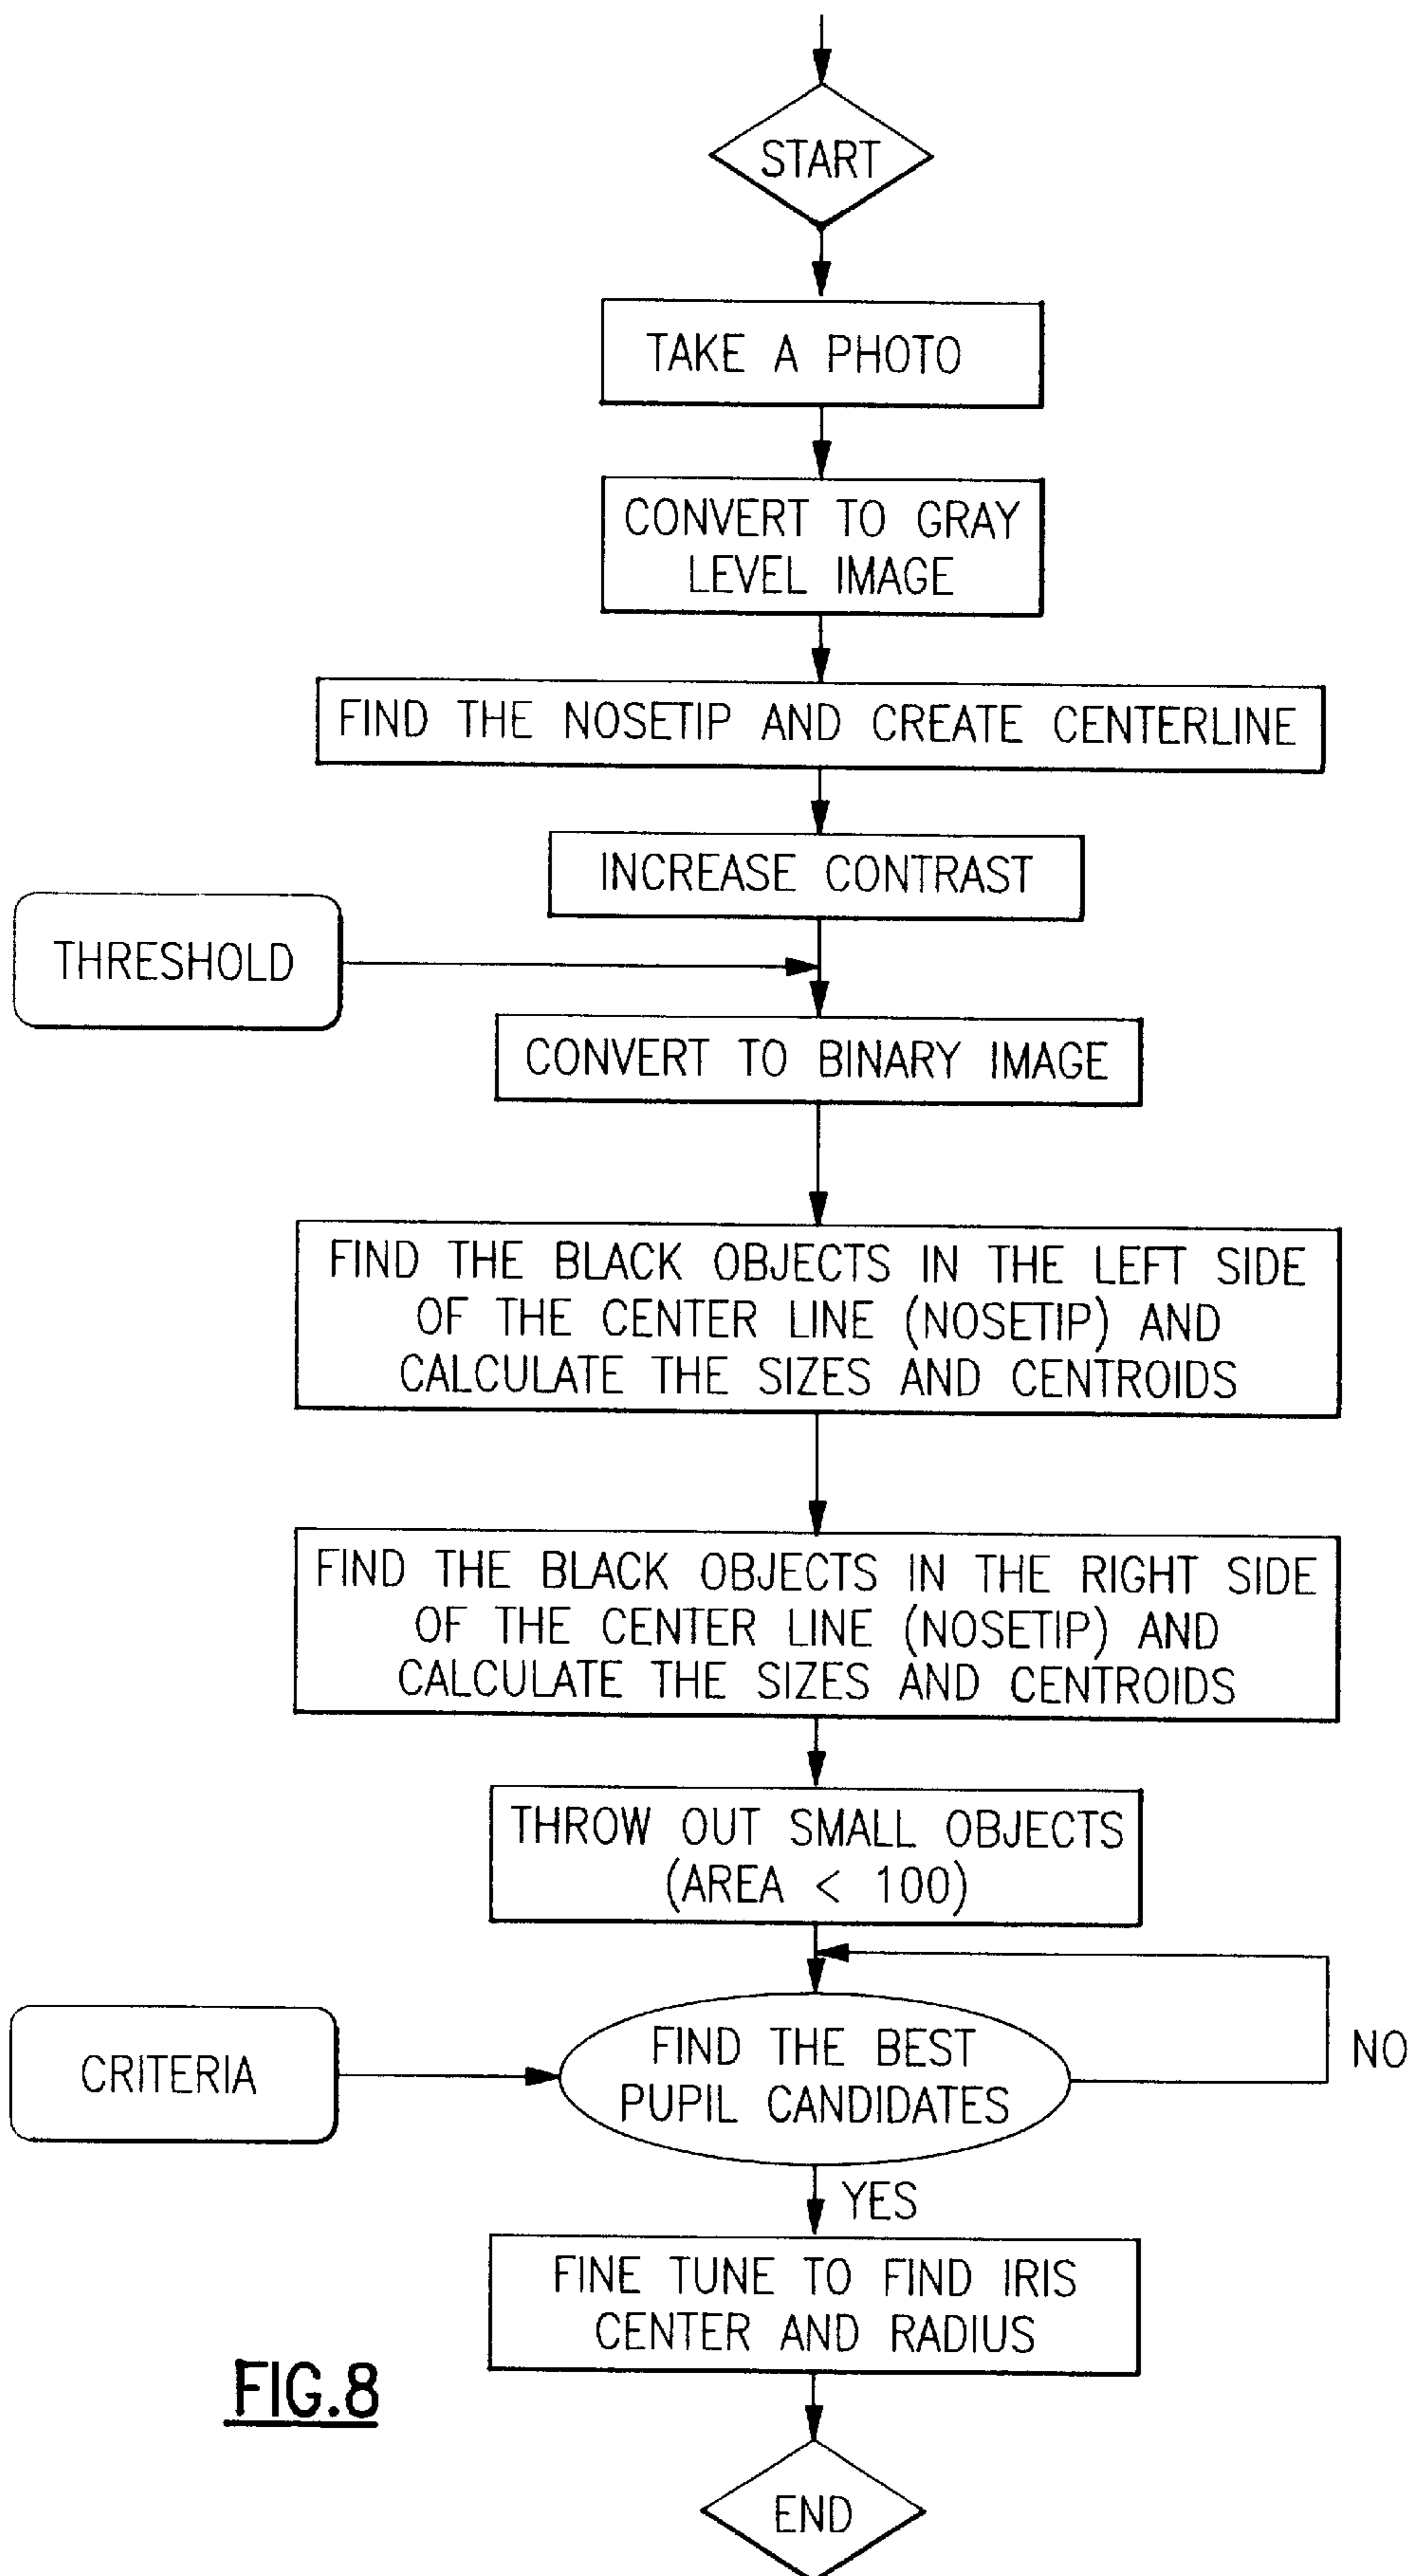 START
TAKE A PHOTO
CONVERT TO GRAY
LEVEL IMAGE
FIND THE NOSETIP AND CREATE CENTERLINE
INCREASE CONTRAST
THRESHOLD
CONVERT TO BINARY IMAGE
FIND THE BLACK OBJECTS IN THE LEFT SIDE
OF THE CENTER LINE (NOSETIP) AND
CALCULATE THE SIZES AND CENTROIDS
FIND THE BLACK OBJECTS IN THE RIGHT SIDE
OF THE CENTER LINE (NOSETIP) AND
CALCULATE THE SIZES AND CENTROIDS
THROW OUT SMALL OBJECTS
(AREA < 100)
CRITERIA
FIND THE BEST
PUPIL CANDIDATES
NO
YES
FINE TUNE TO FIND IRIS
CENTER AND RADIUS
FIG.8
END